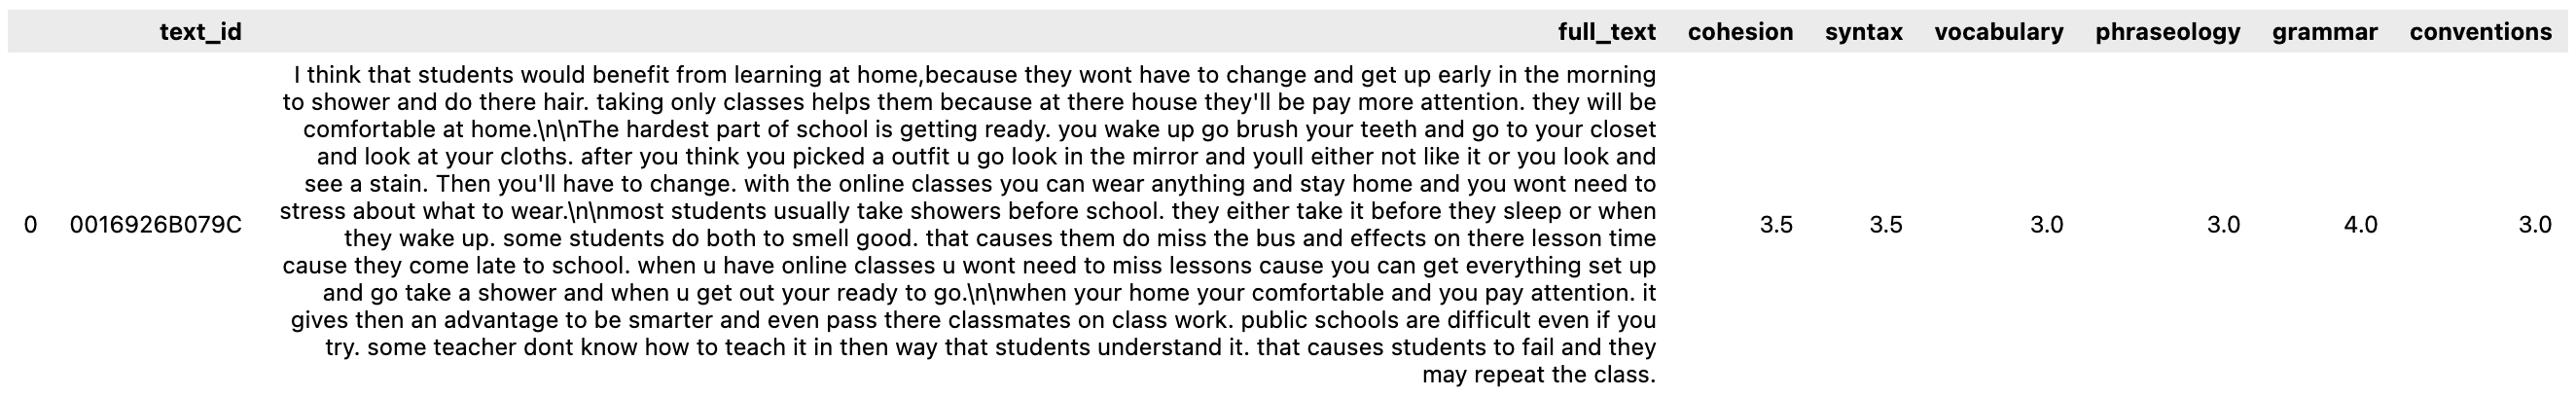 text_id full_text cohesion syntax vocabulary phraseology grammar conventions
I think that students would benefit from learning at home,because they wont have to change and get up early in the morning
to shower and do there hair. taking only classes helps them because at there house they'll be pay more attention. they will be
comfortable at home.\n\nThe hardest part of school is getting ready. you wake up go brush your teeth and go to your closet
and look at your cloths. after you think you picked a outfit u go look in the mirror and youll either not like it or you look and
see a stain. Then you'll have to change. with the online classes you can wear anything and stay home and you wont need to
stress about what to wear.\n\nmost students usually take showers before school. they either take it before they sleep or when
0 0016926B079C they wake up. some students do both to smell good. that causes them do miss the bus and effects on there lesson time 3.5 3.5 3.0 3.0 4.0 3.0
cause they come late to school. when u have online classes u wont need to miss lessons cause you can get everything set up
and go take a shower and when u get out your ready to go.\n\nwhen your home your comfortable and you pay attention. it
gives then an advantage to be smarter and even pass there classmates on class work. public schools are difficult even if you
try. some teacher dont know how to teach it in then way that students understand it. that causes students to fail and they
may repeat the class.